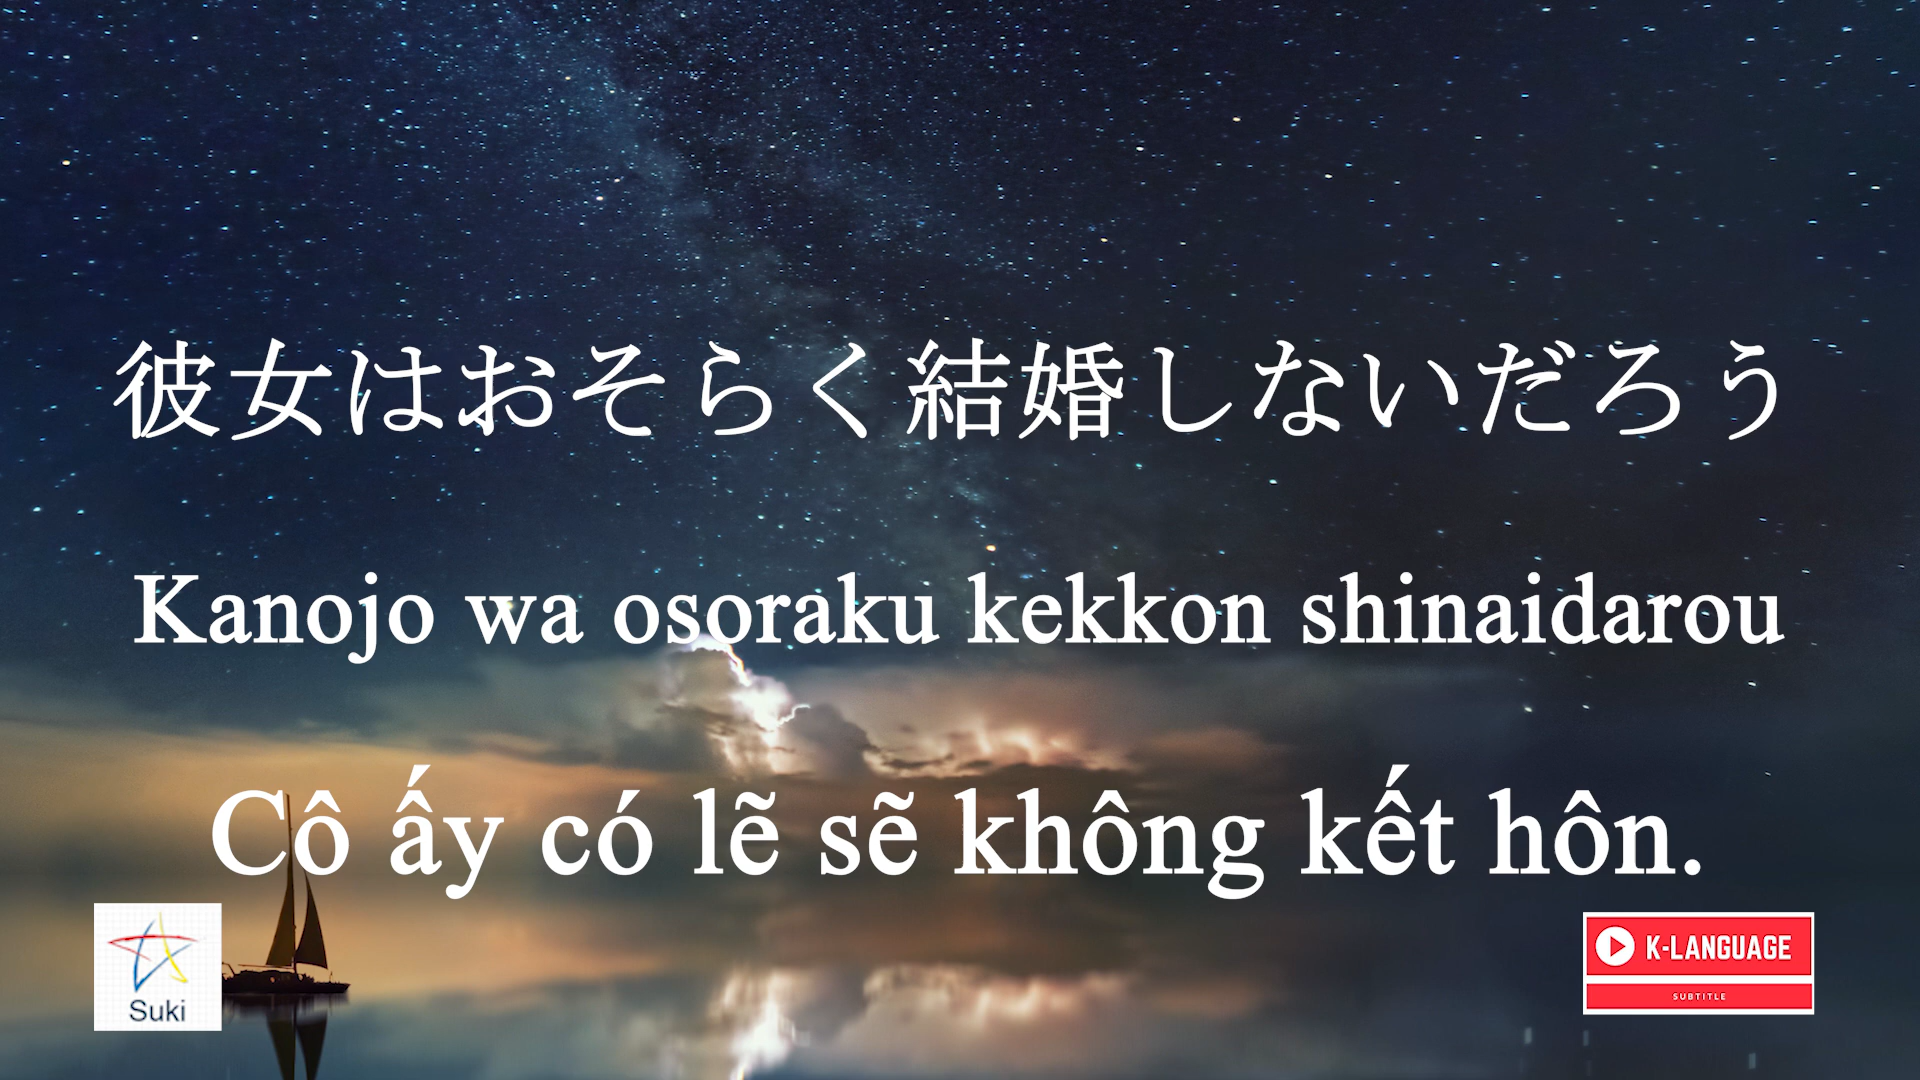 彼女はおそらく結婚しないだろう
Kanojo wa osoraku kekkon shinaidarou
Cô ấy có lẽ sẽ không kết hôn.
Suki
K-LANGUAGE
SUBTITLE